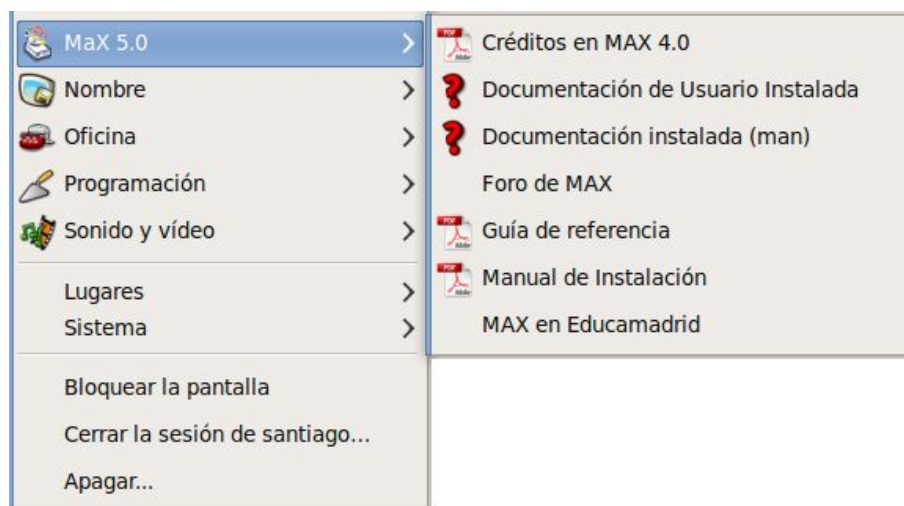 MaX 5.0
Nombre
Oficina
Programación
Sonido y vídeo
Lugares
Sistema
Bloquear la pantalla
Cerrar la sesión de santiago...
Apagar...
Créditos en MAX 4.0
Documentación de Usuario Instalada
Documentación instalada (man)
Foro de MAX
Guía de referencia
Manual de Instalación
MAX en Educamadrid